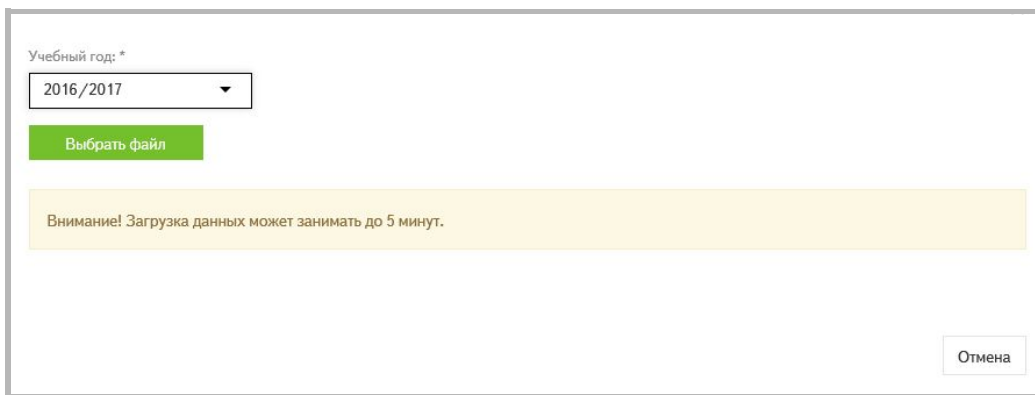 Учебный год: *
2016/2017
Выбрать файл
Внимание! Загрузка данных может занимать до 5 минут.
Отмена